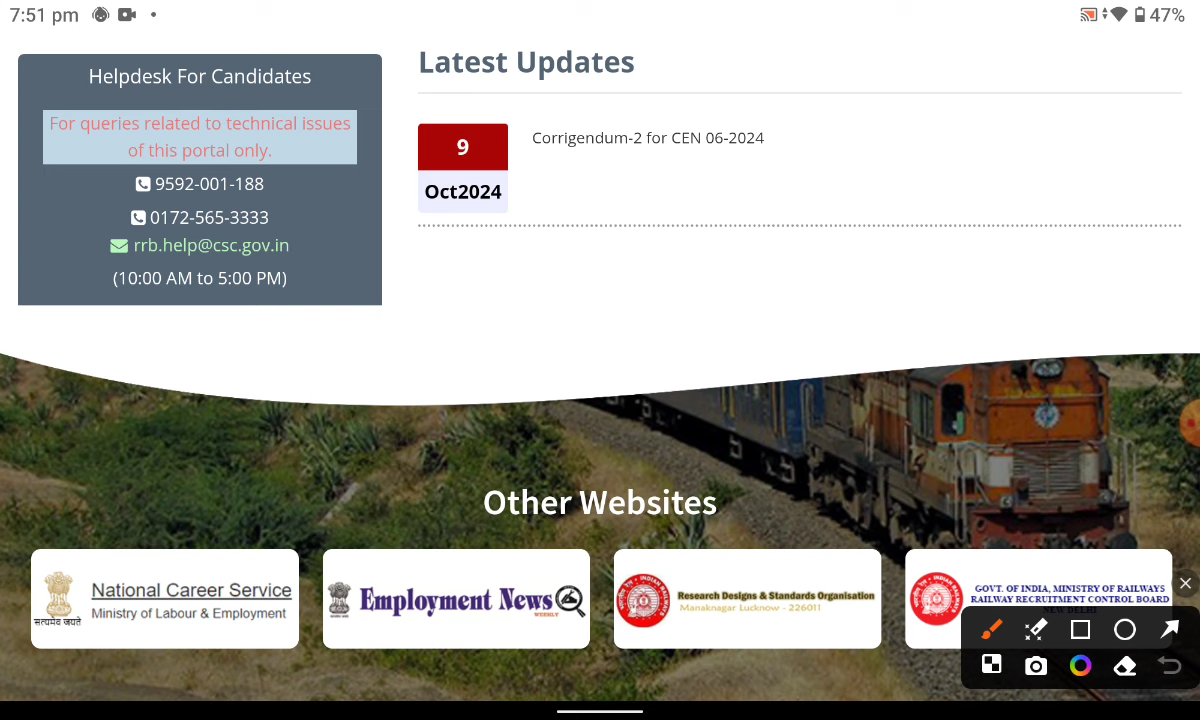 7:51 pm
47%
Helpdesk For Candidates
For queries related to technical issues
of this portal only.
9592-001-188
0172-565-3333
rrb.help@csc.gov.in
(10:00 AM to 5:00 PM)
Latest Updates
9
Oct2024
Corrigendum-2 for CEN 06-2024
Other Websites
सत्यमेव जयते
National Career Service
Ministry of Labour & Employment
Employment News
WEEKLY
Research Designs & Standards Organisation
Manaknagar Lucknow - 226011
GOVT. OF INDIA, MINISTRY OF RAILWAYS
RAILWAY RECRUITMENT CONTROL BOARD
NEW DELHI